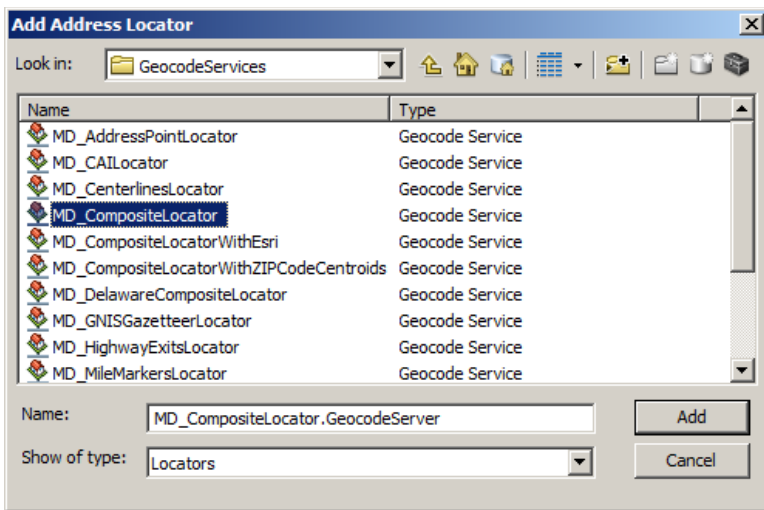 Add Address Locator
Look in: GeocodeServices
Name Type
MD_AddressPointLocator Geocode Service
MD_CAILocator Geocode Service
MD_CenterlinesLocator Geocode Service
MD_CompositeLocator Geocode Service
MD_CompositeLocatorWithEsri Geocode Service
MD_CompositeLocatorWithZIPCodeCentroids Geocode Service
MD_DelawareCompositeLocator Geocode Service
MD_GNISGazetteerLocator Geocode Service
MD_HighwayExitsLocator Geocode Service
MD_MileMarkersLocator Geocode Service
Name: MD_CompositeLocator.GeocodeServer Add
Show of type: Locators Cancel